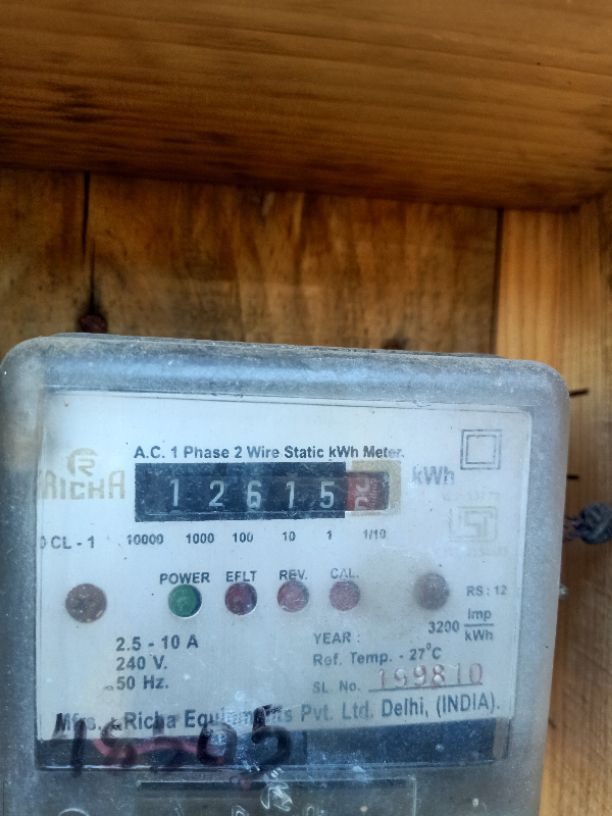 A.C. 1 Phase 2 Wire Static kWh Meter.
RICHA
1 2 6 1 5
kWh
CL - 1
10000 1000 100 10 1 1/10
POWER EFLT REV. CAL.
RS : 12
3200 Imp/kWh
2.5 - 10 A
240 V.
50 Hz.
YEAR :
Ref. Temp. - 27°C
SL. No. 199810
Mfrs. : Richa Equipments Pvt. Ltd. Delhi, (INDIA).